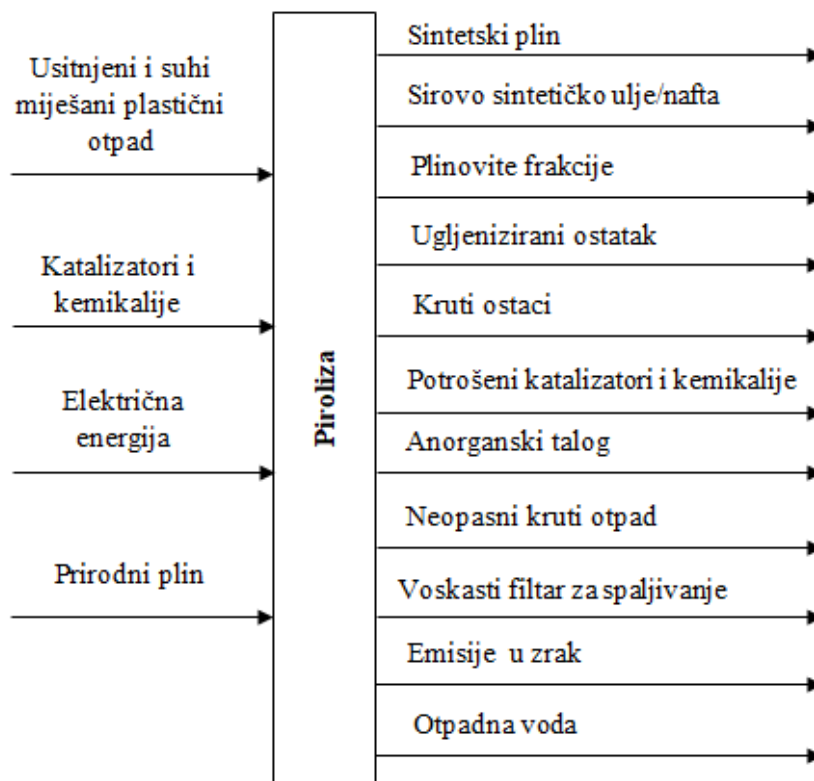 Usitnjeni i suhi
miješani plastični
otpad
Katalizatori i
kemikalije
Električna
energija
Prirodni plin
Piroliza
Sintetski plin
Sirovo sintetičko ulje/nafta
Plinovite frakcije
Ugljenizirani ostatak
Kruti ostaci
Potrošeni katalizatori i kemikalije
Anorganski talog
Neopasni kruti otpad
Voskasti filtar za spaljivanje
Emisije u zrak
Otpadna voda